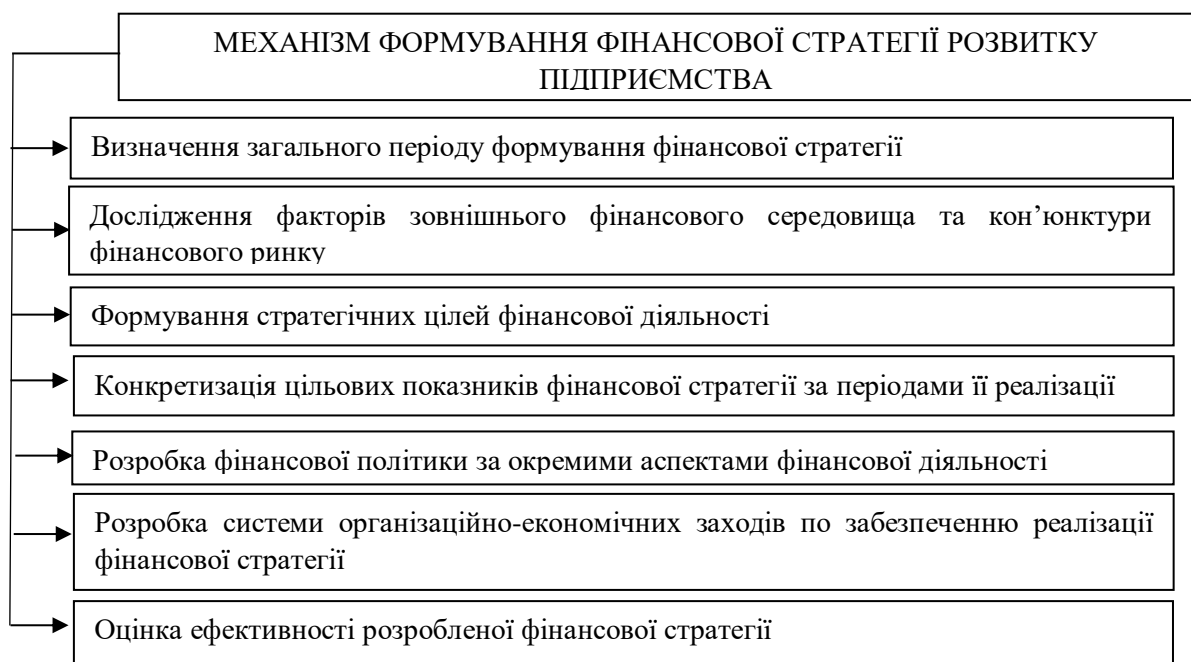 МЕХАНІЗМ ФОРМУВАННЯ ФІНАНСОВОЇ СТРАТЕГІЇ РОЗВИТКУ
ПІДПРИЄМСТВА
Визначення загального періоду формування фінансової стратегії
Дослідження факторів зовнішнього фінансового середовища та кон’юнктури
фінансового ринку
Формування стратегічних цілей фінансової діяльності
Конкретизація цільових показників фінансової стратегії за періодами її реалізації
Розробка фінансової політики за окремими аспектами фінансової діяльності
Розробка системи організаційно-економічних заходів по забезпеченню реалізації
фінансової стратегії
Оцінка ефективності розробленої фінансової стратегії